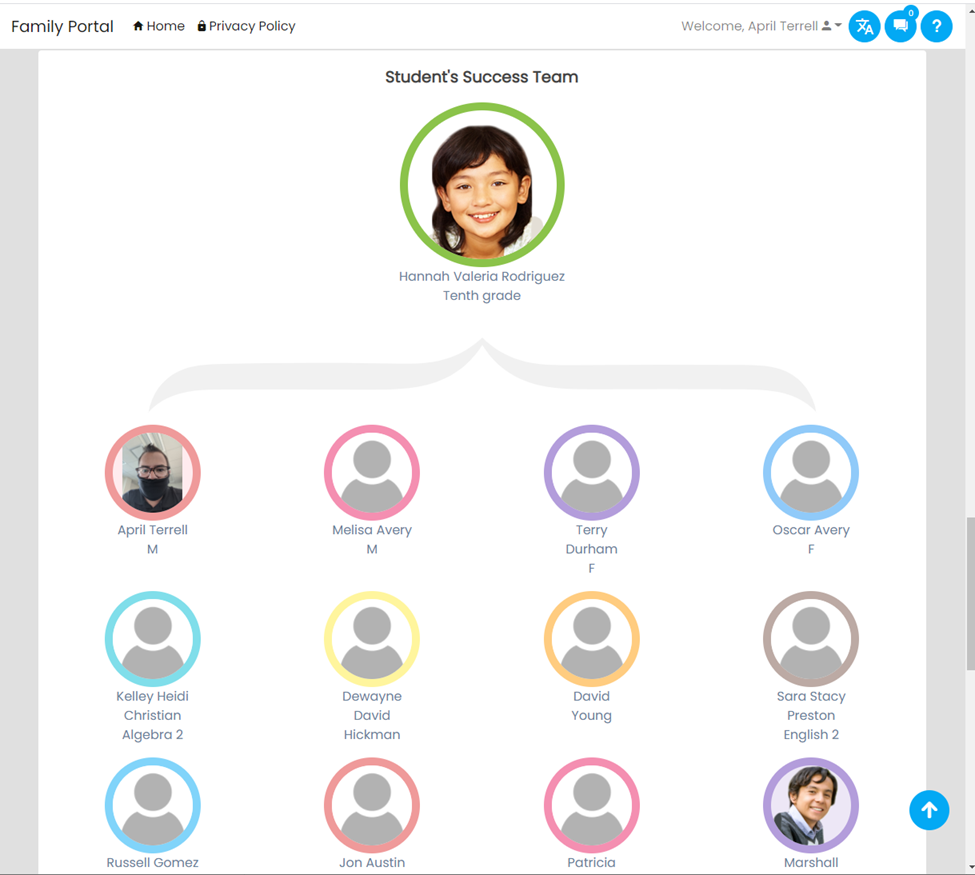 Family Portal Home Privacy Policy Welcome, April Terrell 0 ?
Student's Success Team
Hannah Valeria Rodriguez
Tenth grade
April Terrell
M
Melisa Avery
M
Terry
Durham
F
Oscar Avery
F
Kelley Heidi
Christian
Algebra 2
Dewayne
David
Hickman
David
Young
Sara Stacy
Preston
English 2
Russell Gomez
Jon Austin
Patricia
Marshall